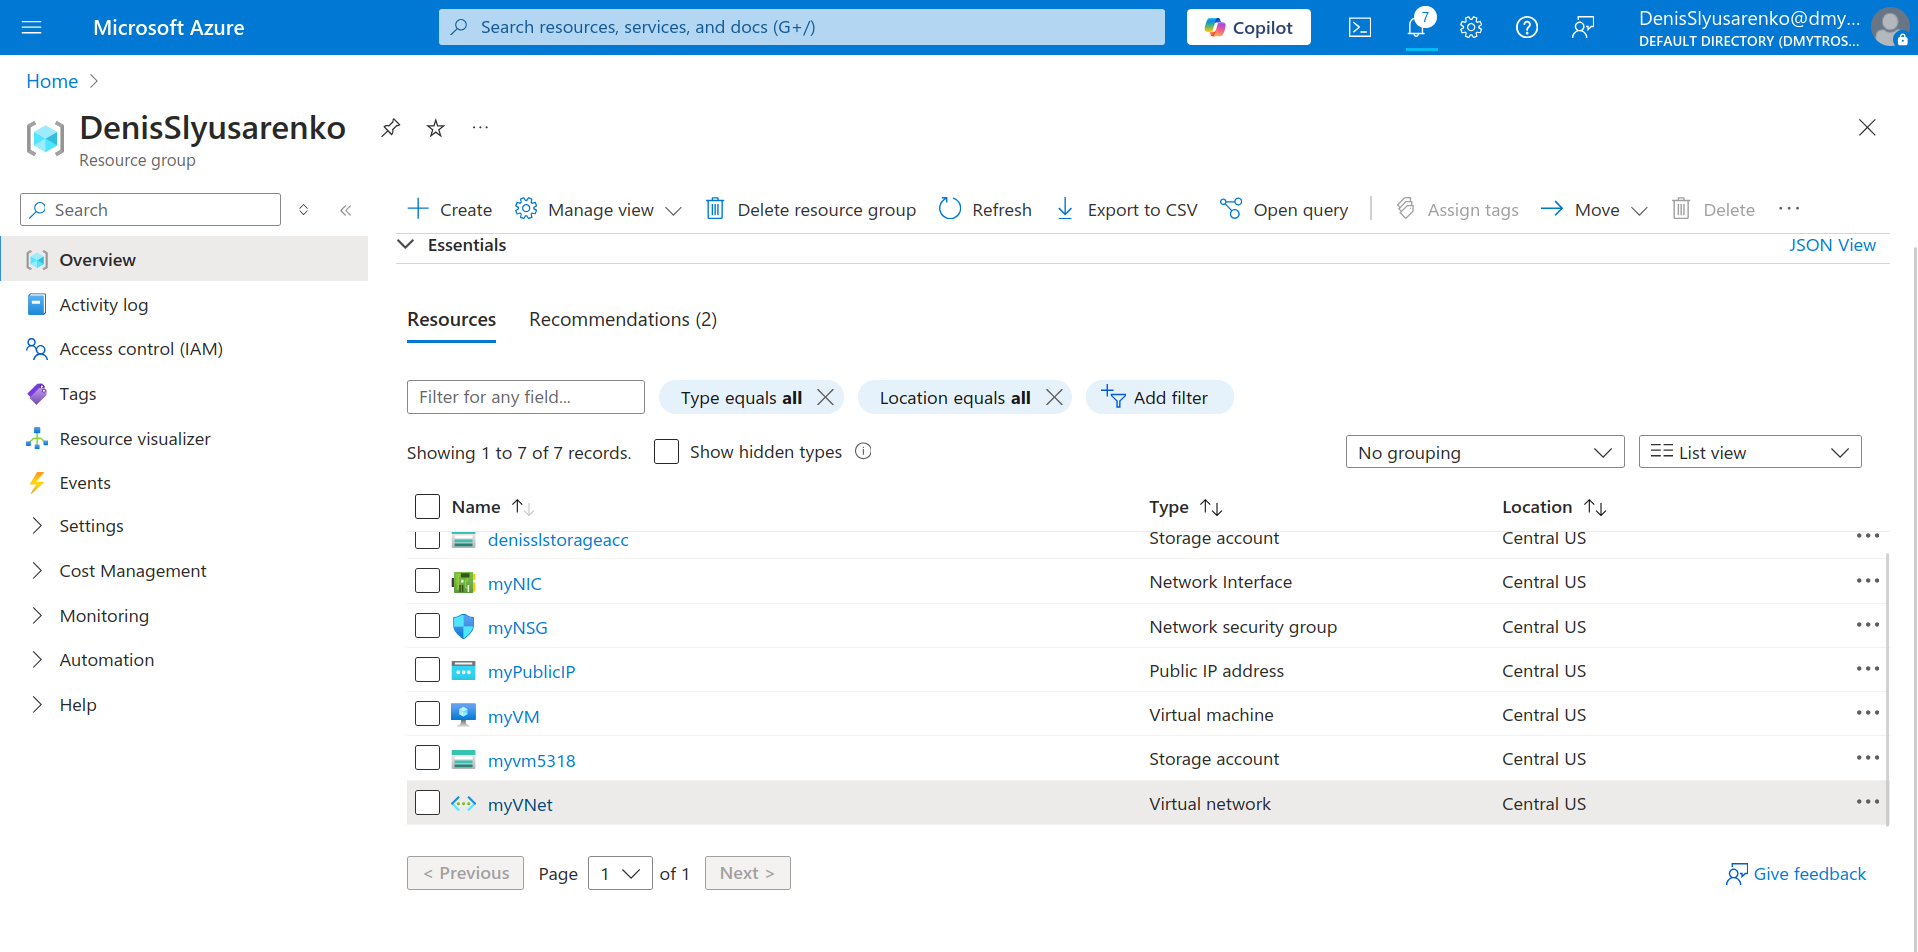 Microsoft Azure
Search resources, services, and docs (G+/)
Copilot
7
DenisSlyusarenko@dmy...
DEFAULT DIRECTORY (DMYTROS...
Home
DenisSlyusarenko
Resource group
Search
Create
Manage view
Delete resource group
Refresh
Export to CSV
Open query
Assign tags
Move
Delete
Overview
Activity log
Access control (IAM)
Tags
Resource visualizer
Events
Settings
Cost Management
Monitoring
Automation
Help
Essentials
JSON View
Resources
Recommendations (2)
Filter for any field...
Type equals all
Location equals all
Add filter
Showing 1 to 7 of 7 records.
Show hidden types
No grouping
List view
Name Type Location
denisslstorageacc Storage account Central US
myNIC Network Interface Central US
myNSG Network security group Central US
myPublicIP Public IP address Central US
myVM Virtual machine Central US
myvm5318 Storage account Central US
myVNet Virtual network Central US
< Previous
Page 1 of 1
Next >
Give feedback